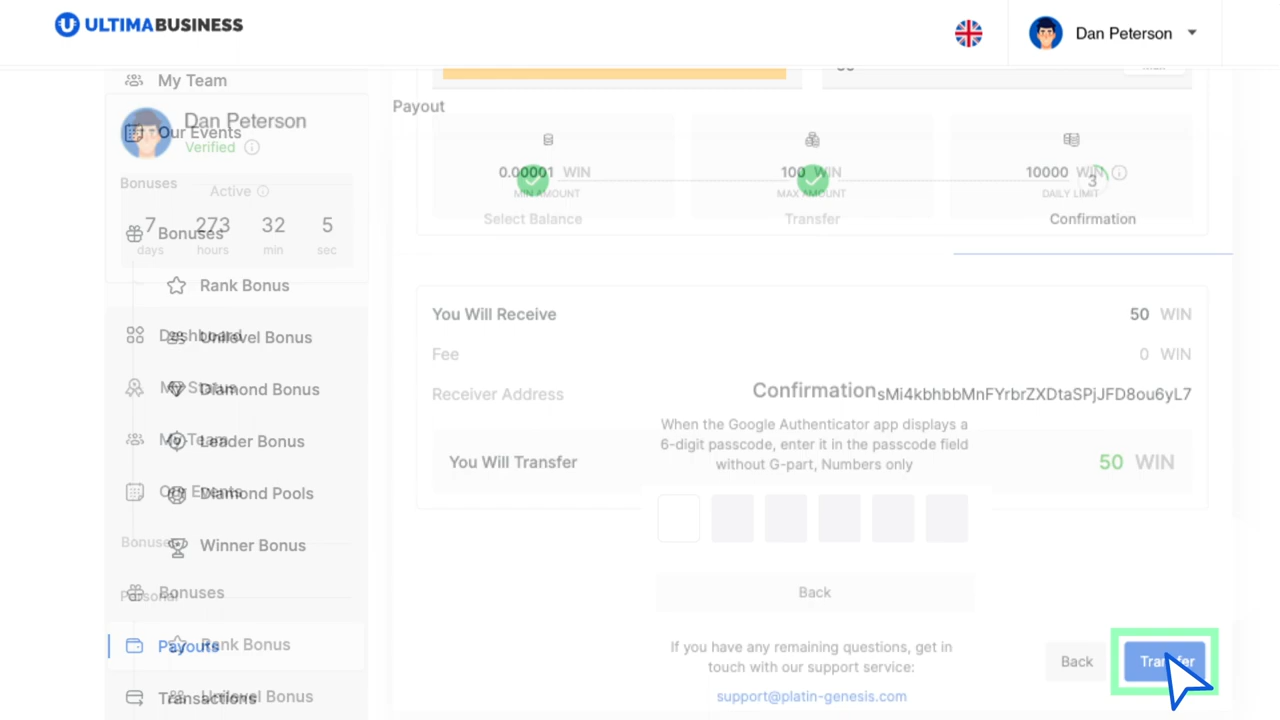 ULTIMABUSINESS
Dan Peterson
My Team
Dan Peterson
Our Events
Verified
Bonuses
Active
7 273 32 5
days hours min sec
Bonuses
Rank Bonus
Dashboard
Unilevel Bonus
My Status
Diamond Bonus
My Team
Leader Bonus
Our Events
Diamond Pools
Bonuses
Winner Bonus
Bonuses
Personal
Payouts
Rank Bonus
Transactions
Unilevel Bonus
Payout
0.00001 WIN
MIN AMOUNT
100 WIN
MAX AMOUNT
10000 WIN
DAILY LIMIT
3
Select Balance
Transfer
Confirmation
You Will Receive 50 WIN
Fee 0 WIN
Receiver Address sMi4kbhbbMnFYrbrZXDtaSPjJFD8ou6yL7
Confirmation
When the Google Authenticator app displays a
6-digit passcode, enter it in the passcode field
without G-part, Numbers only
You Will Transfer 50 WIN
Back
If you have any remaining questions, get in
touch with our support service:
support@platin-genesis.com
Back
Transfer